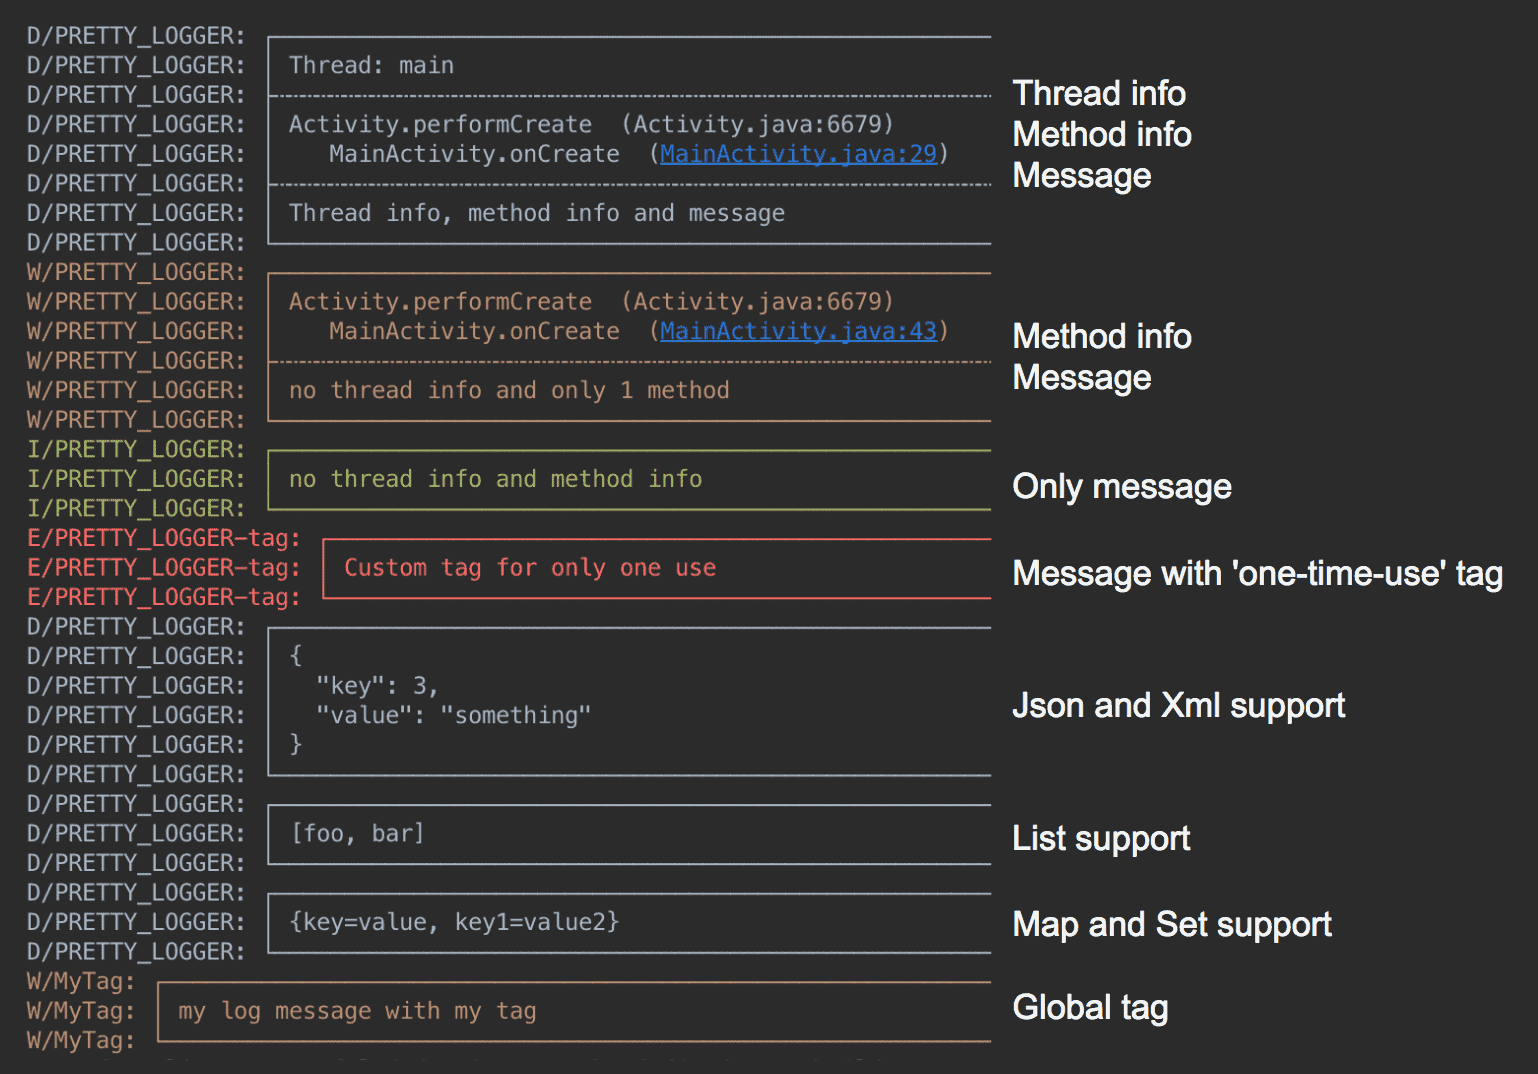 D/PRETTY_LOGGER:
D/PRETTY_LOGGER: Thread: main
D/PRETTY_LOGGER:
D/PRETTY_LOGGER: Activity.performCreate  (Activity.java:6679)
D/PRETTY_LOGGER:    MainActivity.onCreate  (MainActivity.java:29)
D/PRETTY_LOGGER:
D/PRETTY_LOGGER: Thread info, method info and message
D/PRETTY_LOGGER:
Thread info
Method info
Message
W/PRETTY_LOGGER:
W/PRETTY_LOGGER: Activity.performCreate  (Activity.java:6679)
W/PRETTY_LOGGER:    MainActivity.onCreate  (MainActivity.java:43)
W/PRETTY_LOGGER:
W/PRETTY_LOGGER: no thread info and only 1 method
W/PRETTY_LOGGER:
Method info
Message
I/PRETTY_LOGGER:
I/PRETTY_LOGGER: no thread info and method info
I/PRETTY_LOGGER:
Only message
E/PRETTY_LOGGER-tag:
E/PRETTY_LOGGER-tag: Custom tag for only one use
E/PRETTY_LOGGER-tag:
Message with 'one-time-use' tag
D/PRETTY_LOGGER:
D/PRETTY_LOGGER: {
D/PRETTY_LOGGER:   "key": 3,
D/PRETTY_LOGGER:   "value": "something"
D/PRETTY_LOGGER: }
D/PRETTY_LOGGER:
Json and Xml support
D/PRETTY_LOGGER:
D/PRETTY_LOGGER: [foo, bar]
D/PRETTY_LOGGER:
List support
D/PRETTY_LOGGER:
D/PRETTY_LOGGER: {key=value, key1=value2}
D/PRETTY_LOGGER:
Map and Set support
W/MyTag:
W/MyTag: my log message with my tag
W/MyTag:
Global tag